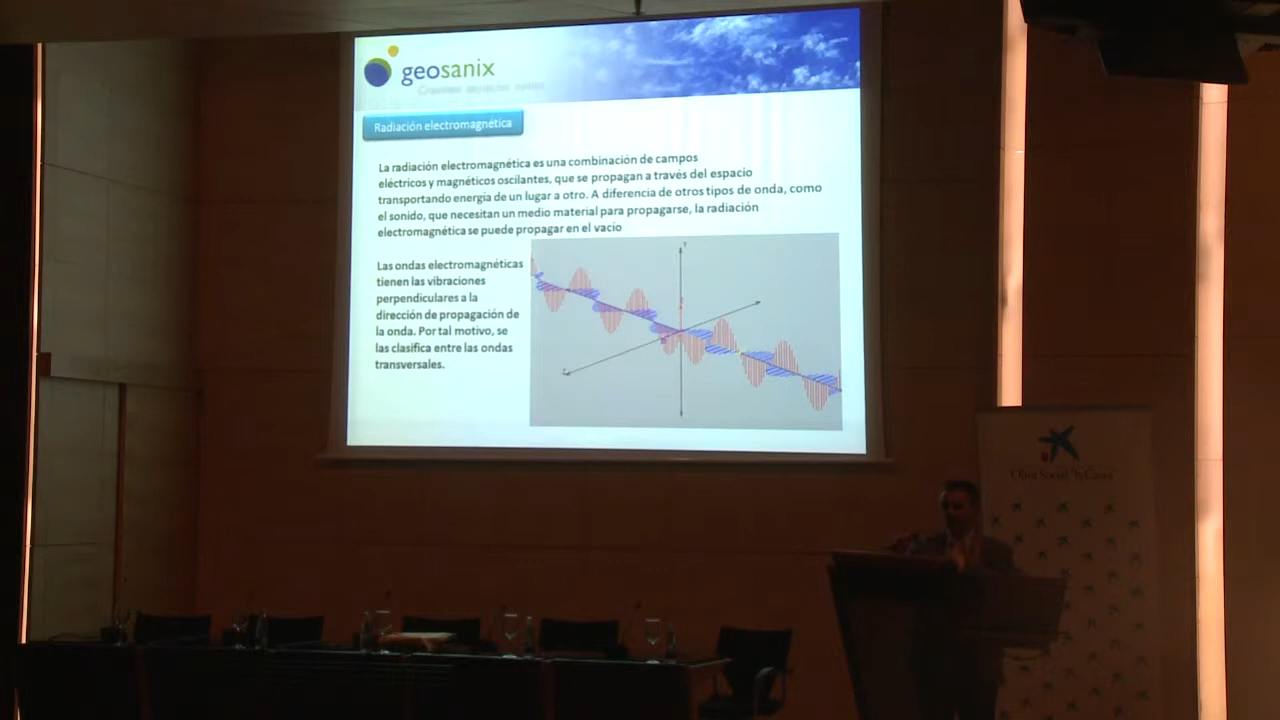 geosanix
Radiación electromagnética
La radiación electromagnética es una combinación de campos
eléctricos y magnéticos oscilantes, que se propagan a través del espacio
transportando energía de un lugar a otro. A diferencia de otros tipos de onda, como
el sonido, que necesitan un medio material para propagarse, la radiación
electromagnética se puede propagar en el vacío
Las ondas electromagnéticas
tienen las vibraciones
perpendiculares a la
dirección de propagación de
la onda. Por tal motivo, se
las clasifica entre las ondas
transversales.
Obra Social "la Caixa"